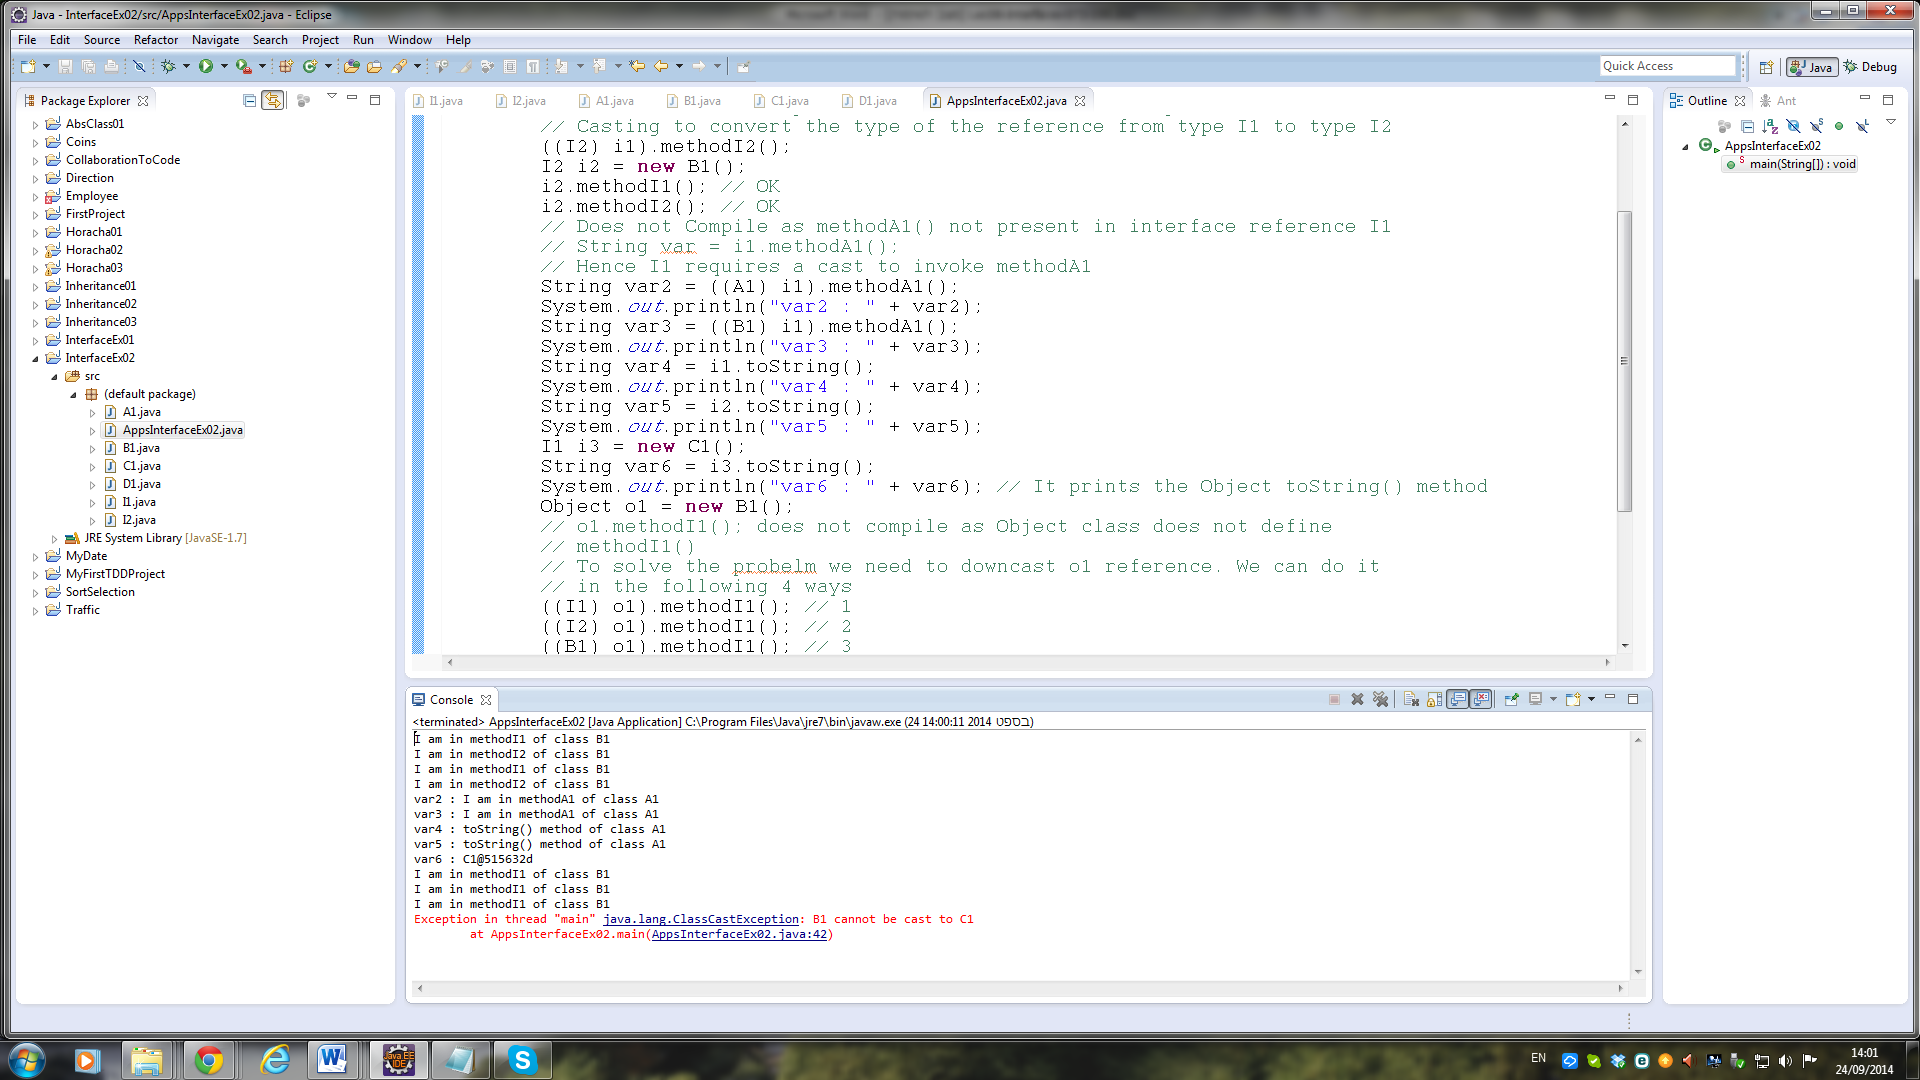 Java - InterfaceEx02/src/AppsInterfaceEx02.java - Eclipse
File Edit Source Refactor Navigate Search Project Run Window Help
Quick Access
Java
Debug
Package Explorer
AbsClass01
Coins
CollaborationToCode
Direction
Employee
FirstProject
Horacha01
Horacha02
Horacha03
Inheritance01
Inheritance02
Inheritance03
InterfaceEx01
InterfaceEx02
src
(default package)
A1.java
AppsInterfaceEx02.java
B1.java
C1.java
D1.java
I1.java
I2.java
JRE System Library [JavaSE-1.7]
MyDate
MyFirstTDDProject
SortSelection
Traffic
I1.java I2.java A1.java B1.java C1.java D1.java AppsInterfaceEx02.java
// Casting to convert the type of the reference from type I1 to type I2
((I2) i1).methodI2();
I2 i2 = new B1();
i2.methodI1(); // OK
i2.methodI2(); // OK
// Does not Compile as methodA1() not present in interface reference I1
// String var = i1.methodA1();
// Hence I1 requires a cast to invoke methodA1
String var2 = ((A1) i1).methodA1();
System.out.println("var2 : " + var2);
String var3 = ((B1) i1).methodA1();
System.out.println("var3 : " + var3);
String var4 = i1.toString();
System.out.println("var4 : " + var4);
String var5 = i2.toString();
System.out.println("var5 : " + var5);
I1 i3 = new C1();
String var6 = i3.toString();
System.out.println("var6 : " + var6); // It prints the Object toString() method
Object o1 = new B1();
// o1.methodI1(); does not compile as Object class does not define
// methodI1()
// To solve the probelm we need to downcast o1 reference. We can do it
// in the following 4 ways
((I1) o1).methodI1(); // 1
((I2) o1).methodI1(); // 2
((B1) o1).methodI1(); // 3
Outline
Ant
AppsInterfaceEx02
main(String[]) : void
Console
<terminated> AppsInterfaceEx02 [Java Application] C:\Program Files\Java\jre7\bin\javaw.exe (24 בספט 2014 14:00:11)
I am in methodI1 of class B1
I am in methodI2 of class B1
I am in methodI1 of class B1
I am in methodI2 of class B1
var2 : I am in methodA1 of class A1
var3 : I am in methodA1 of class A1
var4 : toString() method of class A1
var5 : toString() method of class A1
var6 : C1@515632d
I am in methodI1 of class B1
I am in methodI1 of class B1
I am in methodI1 of class B1
Exception in thread "main" java.lang.ClassCastException: B1 cannot be cast to C1
at AppsInterfaceEx02.main(AppsInterfaceEx02.java:42)
Java EE
IDE
EN
14:01
24/09/2014